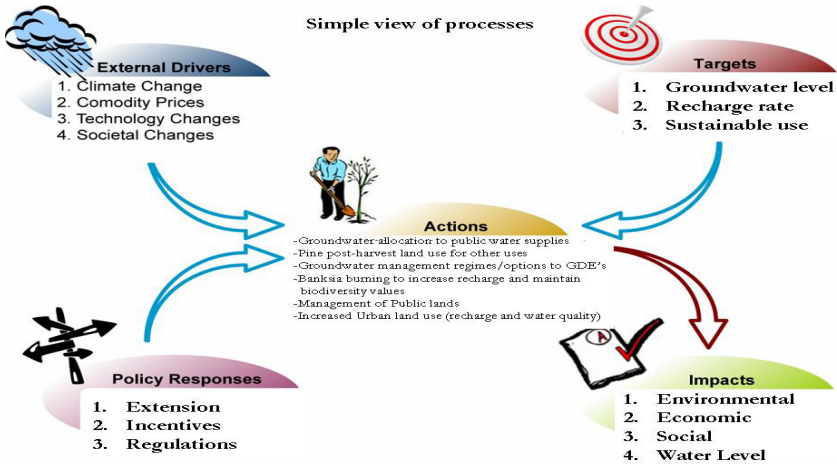 Simple view of processes
External Drivers
1. Climate Change
2. Comodity Prices
3. Technology Changes
4. Societal Changes
Targets
1. Groundwater level
2. Recharge rate
3. Sustainable use
Actions
-Groundwater allocation to public water supplies
-Pine post-harvest land use for other uses
-Groundwater management regimes/options to GDE's
-Banksia burning to increase recharge and maintain
biodiversity values
-Management of Public lands
-Increased Urban land use (recharge and water quality)
Policy Responses
1. Extension
2. Incentives
3. Regulations
A
Impacts
1. Environmental
2. Economic
3. Social
4. Water Level